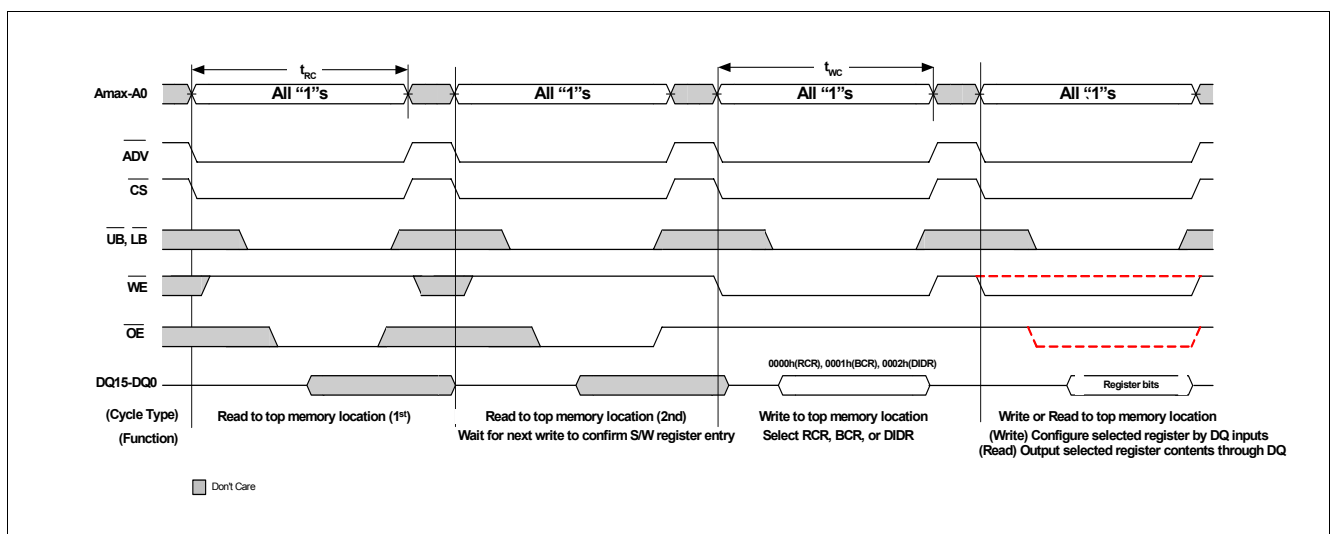 tRC
tWC
Amax-A0 All “1”s All “1”s All “1”s All “1”s
ADV
CS
UB, LB
WE
OE
0000h(RCR), 0001h(BCR), 0002h(DIDR)
DQ15-DQ0 Register bits
(Cycle Type) Read to top memory location (1st) Read to top memory location (2nd) Write to top memory location Write or Read to top memory location
(Function) Wait for next write to confirm S/W register entry Select RCR, BCR, or DIDR (Write) Configure selected register by DQ inputs
(Read) Output selected register contents through DQ
Don't Care